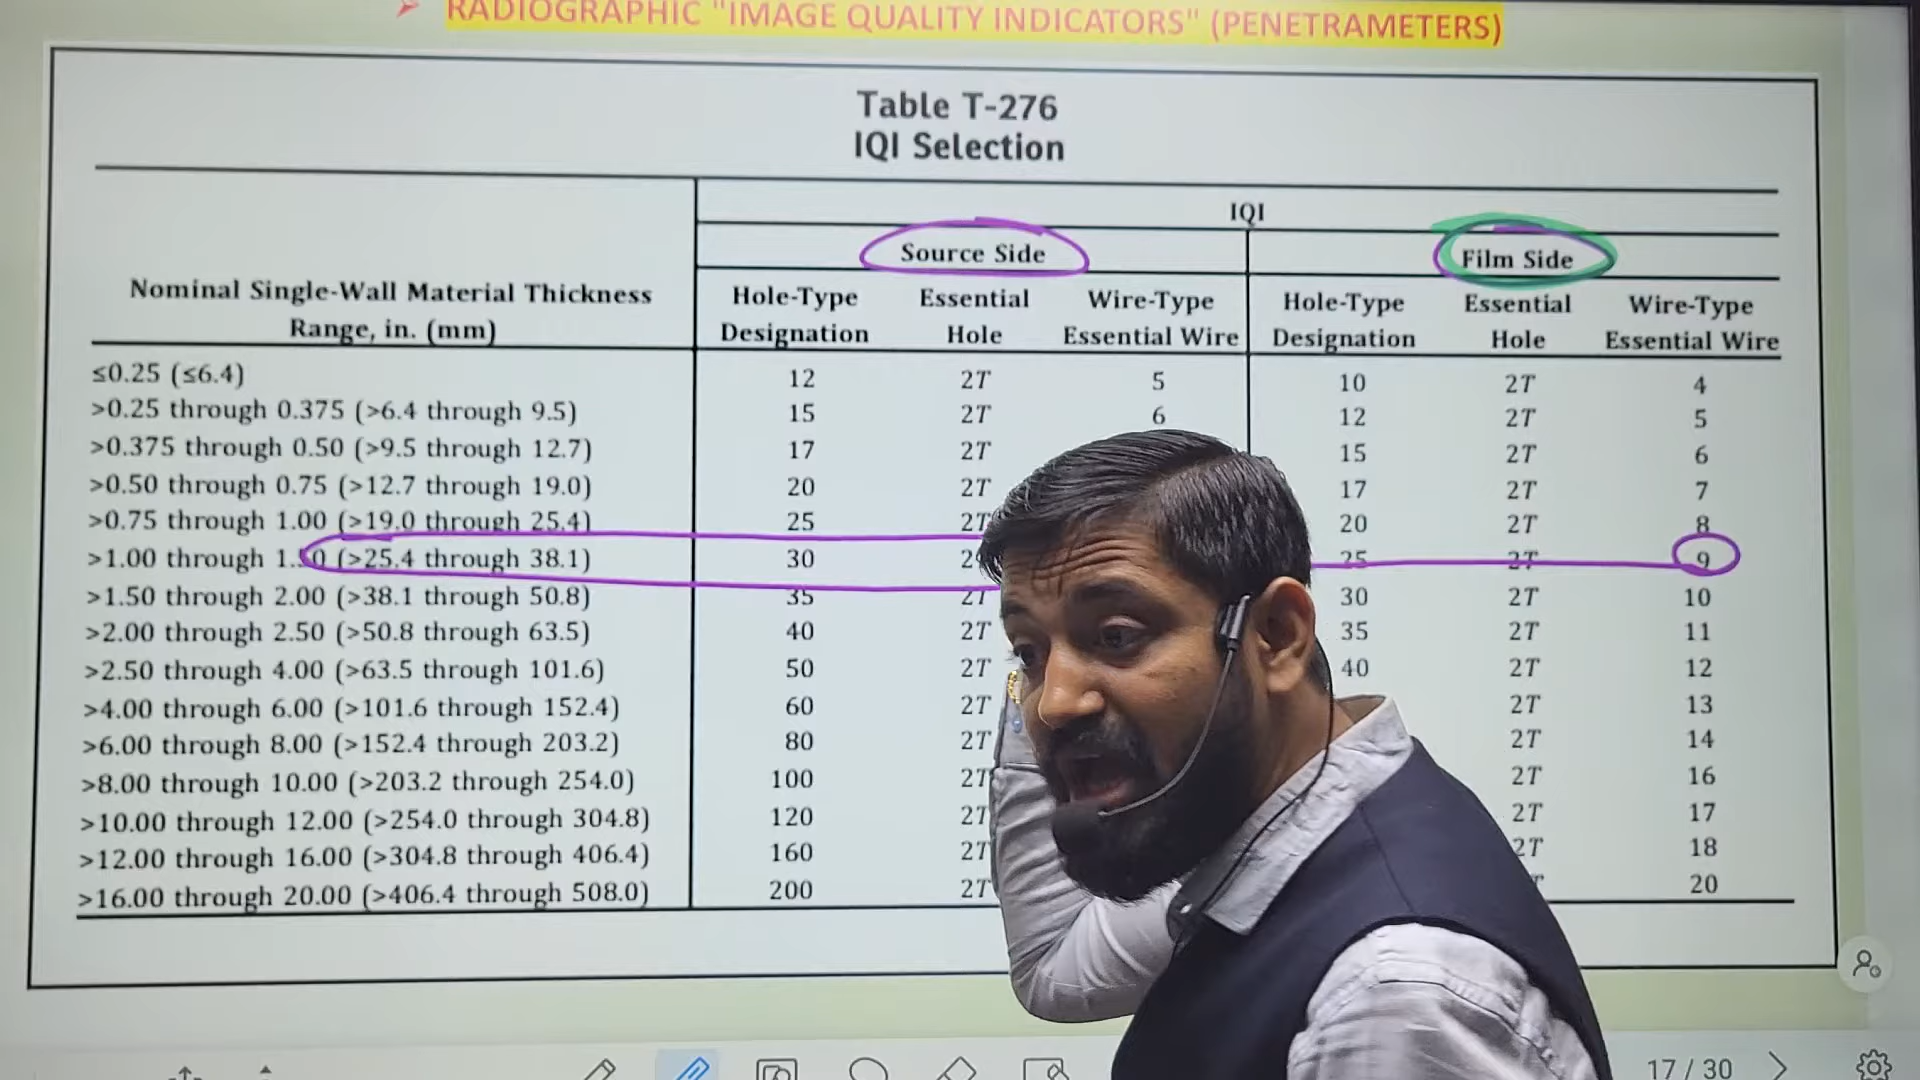 RADIOGRAPHIC "IMAGE QUALITY INDICATORS" (PENETRAMETERS)
Table T-276
IQI Selection
IQI
Source Side Film Side
Nominal Single-Wall Material Thickness Hole-Type Essential Wire-Type Hole-Type Essential Wire-Type
Range, in. (mm) Designation Hole Essential Wire Designation Hole Essential Wire
≤0.25 (≤6.4) 12 2T 5 10 2T 4
>0.25 through 0.375 (>6.4 through 9.5) 15 2T 6 12 2T 5
>0.375 through 0.50 (>9.5 through 12.7) 17 2T 15 2T 6
>0.50 through 0.75 (>12.7 through 19.0) 20 2T 17 2T 7
>0.75 through 1.00 (>19.0 through 25.4) 25 2T 20 2T 8
>1.00 through 1.50 (>25.4 through 38.1) 30 25 2T 9
>1.50 through 2.00 (>38.1 through 50.8) 35 2T 30 2T 10
>2.00 through 2.50 (>50.8 through 63.5) 40 2T 35 2T 11
>2.50 through 4.00 (>63.5 through 101.6) 50 2T 40 2T 12
>4.00 through 6.00 (>101.6 through 152.4) 60 2T 2T 13
>6.00 through 8.00 (>152.4 through 203.2) 80 2T 2T 14
>8.00 through 10.00 (>203.2 through 254.0) 100 2T 2T 16
>10.00 through 12.00 (>254.0 through 304.8) 120 2T 2T 17
>12.00 through 16.00 (>304.8 through 406.4) 160 2T 2T 18
>16.00 through 20.00 (>406.4 through 508.0) 200 2T 20
17 / 30